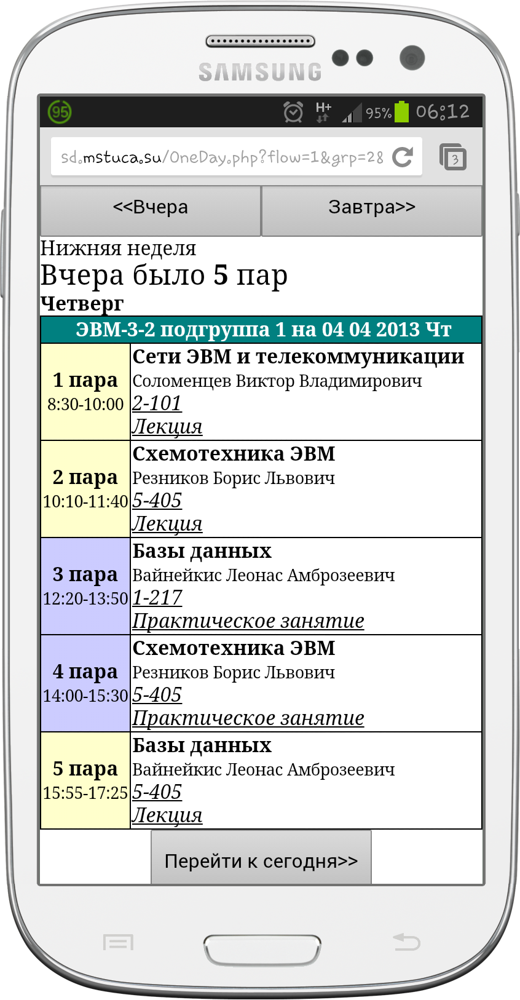 SAMSUNG
95 H+ 95% 06:12
sd.mstuca.su/OneDay.php?flow=1&grp=28 3
<<Вчера Завтра>>
Нижняя неделя
Вчера было 5 пар
Четверг
ЭВМ-3-2 подгруппа 1 на 04 04 2013 Чт
1 пара
8:30-10:00
Сети ЭВМ и телекоммуникации
Соломенцев Виктор Владимирович
2-101
Лекция
2 пара
10:10-11:40
Схемотехника ЭВМ
Резников Борис Львович
5-405
Лекция
3 пара
12:20-13:50
Базы данных
Вайнейкис Леонас Амброзеевич
1-217
Практическое занятие
4 пара
14:00-15:30
Схемотехника ЭВМ
Резников Борис Львович
5-405
Практическое занятие
5 пара
15:55-17:25
Базы данных
Вайнейкис Леонас Амброзеевич
5-405
Лекция
Перейти к сегодня>>